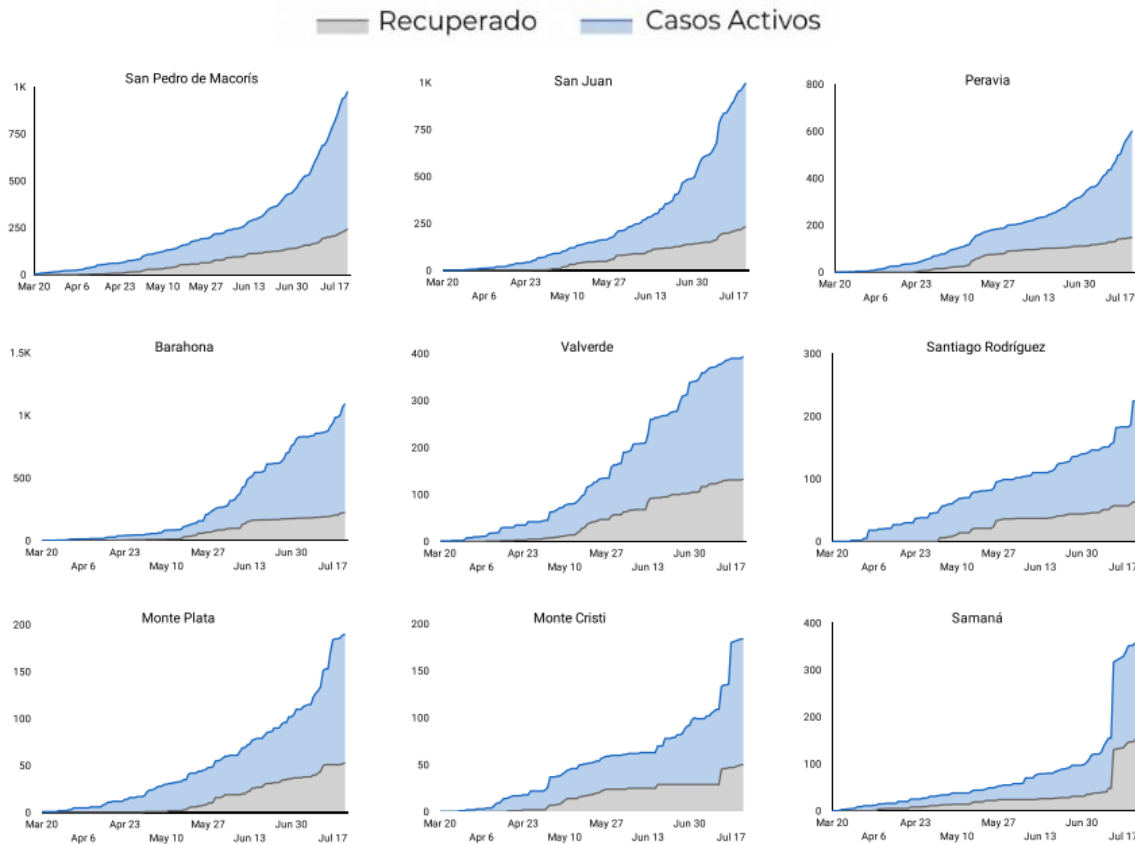 Recuperado Casos Activos
San Pedro de Macorís
1K
750
500
250
0
Mar 20 Apr 6 Apr 23 May 10 May 27 Jun 13 Jun 30 Jul 17
San Juan
1K
750
500
250
0
Mar 20 Apr 23 May 27 Jun 30
Apr 6 May 10 Jun 13 Jul 17
Peravia
800
600
400
200
0
Mar 20 Apr 23 May 27 Jun 30
Apr 6 May 10 Jun 13 Jul 17
Barahona
1.5K
1K
500
0
Mar 20 Apr 23 May 27 Jun 30
Apr 6 May 10 Jun 13 Jul 17
Valverde
400
300
200
100
0
Mar 20 Apr 23 May 27 Jun 30
Apr 6 May 10 Jun 13 Jul 17
Santiago Rodríguez
300
200
100
0
Mar 20 Apr 23 May 27 Jun 30
Apr 6 May 10 Jun 13 Jul 17
Monte Plata
200
150
100
50
0
Mar 20 Apr 23 May 27 Jun 30
Apr 6 May 10 Jun 13 Jul 17
Monte Cristi
200
150
100
50
0
Mar 20 Apr 23 May 27 Jun 30
Apr 6 May 10 Jun 13 Jul 17
Samaná
400
300
200
100
0
Mar 20 Apr 23 May 27 Jun 30
Apr 6 May 10 Jun 13 Jul 17